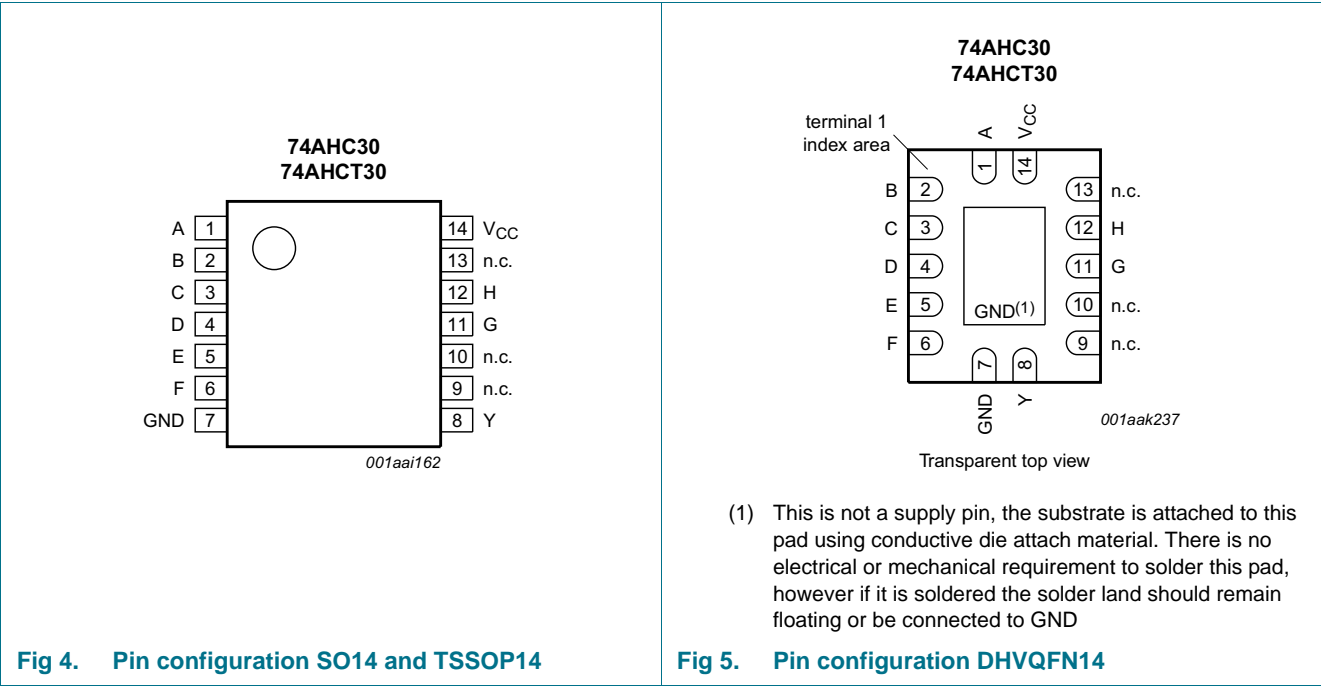 74AHC30
74AHCT30
A 1
B 2
C 3
D 4
E 5
F 6
GND 7
14 VCC
13 n.c.
12 H
11 G
10 n.c.
9 n.c.
8 Y
001aai162
Fig 4. Pin configuration SO14 and TSSOP14
74AHC30
74AHCT30
terminal 1
index area
A
VCC
1
14
B 2
C 3
D 4
E 5
F 6
13 n.c.
12 H
11 G
10 n.c.
9 n.c.
GND(1)
7
8
GND
Y
001aak237
Transparent top view
(1) This is not a supply pin, the substrate is attached to this
pad using conductive die attach material. There is no
electrical or mechanical requirement to solder this pad,
however if it is soldered the solder land should remain
floating or be connected to GND
Fig 5. Pin configuration DHVQFN14